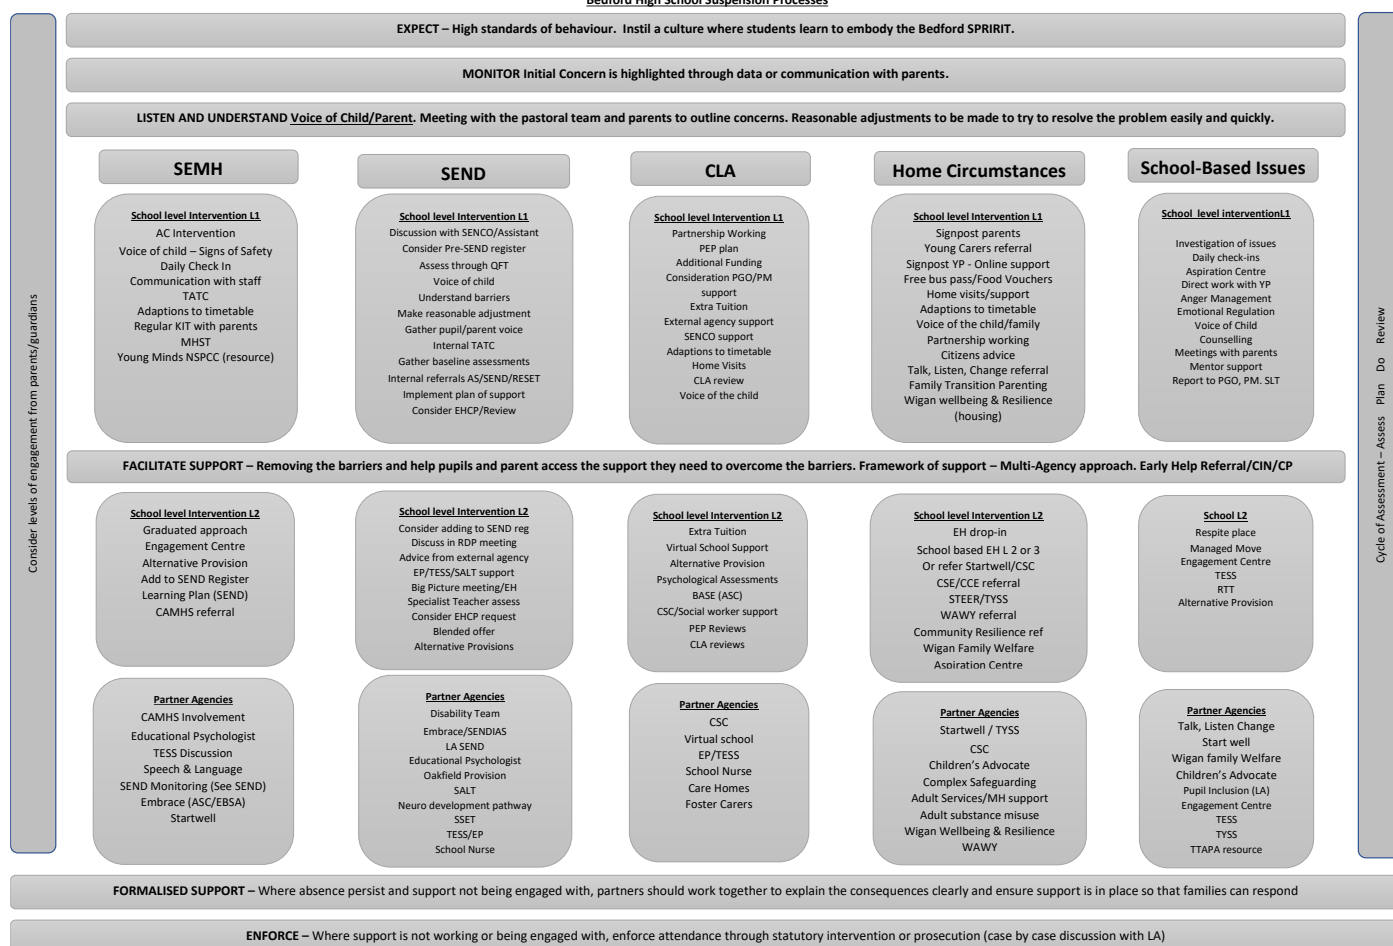 Bedford High School Suspension Processes
EXPECT – High standards of behaviour. Instil a culture where students learn to embody the Bedford SPRIRIT.
MONITOR Initial Concern is highlighted through data or communication with parents.
LISTEN AND UNDERSTAND Voice of Child/Parent. Meeting with the pastoral team and parents to outline concerns. Reasonable adjustments to be made to try to resolve the problem easily and quickly.
Consider levels of engagement from parents/guardians
SEMH
School level Intervention L1
AC Intervention
Voice of child – Signs of Safety
Daily Check In
Communication with staff
TATC
Adaptions to timetable
Regular KIT with parents
MHST
Young Minds NSPCC (resource)
SEND
School level Intervention L1
Discussion with SENCO/Assistant
Consider Pre-SEND register
Assess through QFT
Voice of child
Understand barriers
Make reasonable adjustment
Gather pupil/parent voice
Internal TATC
Gather baseline assessments
Internal referrals AS/SEND/RESET
Implement plan of support
Consider EHCP/Review
CLA
School level Intervention L1
Partnership Working
PEP plan
Additional Funding
Consideration PGO/PM
support
Extra Tuition
External agency support
SENCO support
Adaptions to timetable
Home Visits
CLA review
Voice of the child
Home Circumstances
School level Intervention L1
Signpost parents
Young Carers referral
Signpost YP - Online support
Free bus pass/Food Vouchers
Home visits/support
Adaptions to timetable
Voice of the child/family
Partnership working
Citizens advice
Talk, Listen, Change referral
Family Transition Parenting
Wigan wellbeing & Resilience
(housing)
School-Based Issues
School level interventionL1
Investigation of issues
Daily check-ins
Aspiration Centre
Direct work with YP
Anger Management
Emotional Regulation
Voice of Child
Counselling
Meetings with parents
Mentor support
Report to PGO, PM. SLT
Cycle of Assessment – Assess Plan Do Review
FACILITATE SUPPORT – Removing the barriers and help pupils and parent access the support they need to overcome the barriers. Framework of support – Multi-Agency approach. Early Help Referral/CIN/CP
School level Intervention L2
Graduated approach
Engagement Centre
Alternative Provision
Add to SEND Register
Learning Plan (SEND)
CAMHS referral
School level Intervention L2
Consider adding to SEND reg
Discuss in RDP meeting
Advice from external agency
EP/TESS/SALT support
Big Picture meeting/EH
Specialist Teacher assess
Consider EHCP request
Blended offer
Alternative Provisions
School level Intervention L2
Extra Tuition
Virtual School Support
Alternative Provision
Psychological Assessments
BASE (ASC)
CSC/Social worker support
PEP Reviews
CLA reviews
School level Intervention L2
EH drop-in
School based EH L 2 or 3
Or refer Startwell/CSC
CSE/CCE referral
STEER/TYSS
WAWY referral
Community Resilience ref
Wigan Family Welfare
Aspiration Centre
School L2
Respite place
Managed Move
Engagement Centre
TESS
RTT
Alternative Provision
Partner Agencies
CAMHS Involvement
Educational Psychologist
TESS Discussion
Speech & Language
SEND Monitoring (See SEND)
Embrace (ASC/EBSA)
Startwell
Partner Agencies
Disability Team
Embrace/SENDIAS
LA SEND
Educational Psychologist
Oakfield Provision
SALT
Neuro development pathway
SSET
TESS/EP
School Nurse
Partner Agencies
CSC
Virtual school
EP/TESS
School Nurse
Care Homes
Foster Carers
Partner Agencies
Startwell / TYSS
CSC
Children's Advocate
Complex Safeguarding
Adult Services/MH support
Adult substance misuse
Wigan Wellbeing & Resilience
WAWY
Partner Agencies
Talk, Listen Change
Start well
Wigan family Welfare
Children's Advocate
Pupil Inclusion (LA)
Engagement Centre
TESS
TYSS
TTAPA resource
FORMALISED SUPPORT – Where absence persist and support not being engaged with, partners should work together to explain the consequences clearly and ensure support is in place so that families can respond
ENFORCE – Where support is not working or being engaged with, enforce attendance through statutory intervention or prosecution (case by case discussion with LA)